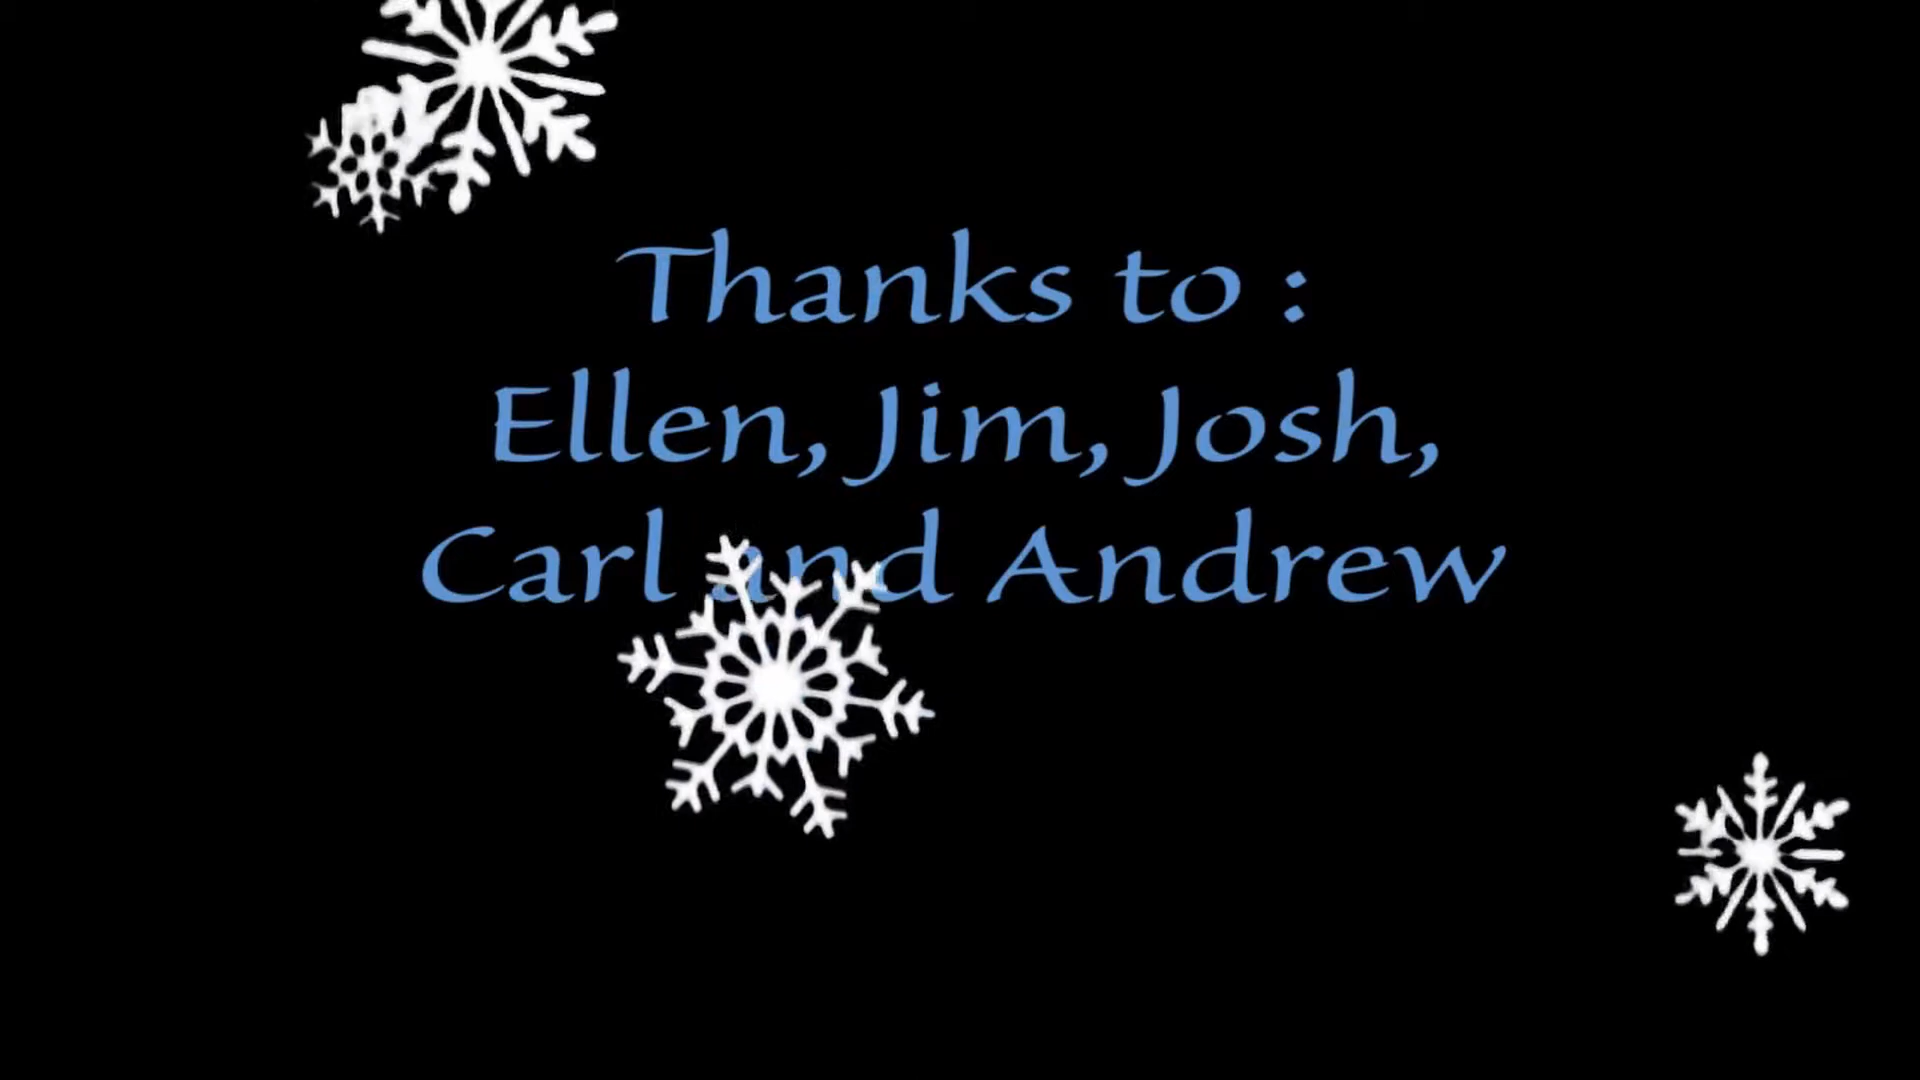 Thanks to :
Ellen, Jim, Josh,
Carl and Andrew